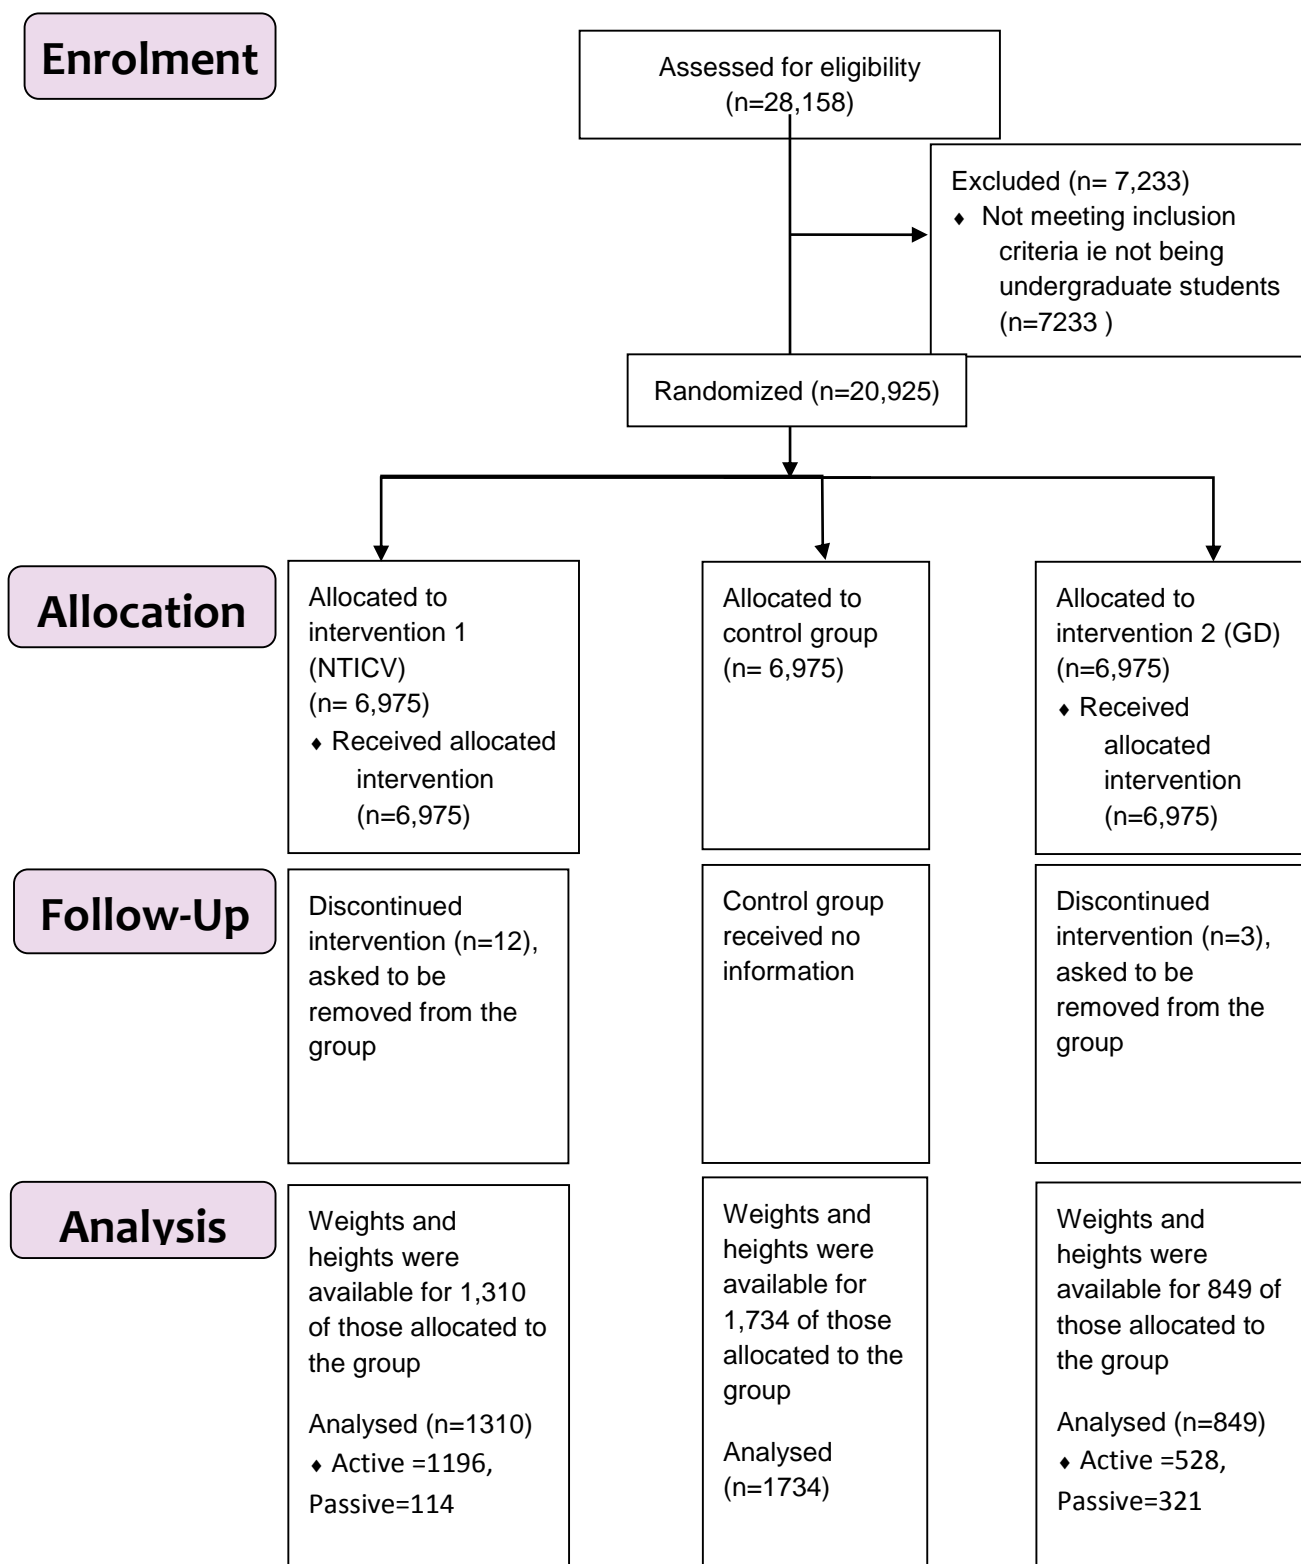 Enrolment
Assessed for eligibility
(n=28,158)
Excluded (n= 7,233)
♦ Not meeting inclusion
criteria ie not being
undergraduate students
(n=7233 )
Randomized (n=20,925)
Allocation
Allocated to
intervention 1
(NTICV)
(n= 6,975)
♦ Received allocated
intervention
(n=6,975)
Allocated to
control group
(n= 6,975)
Allocated to
intervention 2 (GD)
(n=6,975)
♦ Received
allocated
intervention
(n=6,975)
Follow-Up
Discontinued
intervention (n=12),
asked to be
removed from the
group
Control group
received no
information
Discontinued
intervention (n=3),
asked to be
removed from the
group
Analysis
Weights and
heights were
available for 1,310
of those allocated to
the group
Analysed (n=1310)
♦ Active =1196,
Passive=114
Weights and
heights were
available for
1,734 of those
allocated to the
group
Analysed
(n=1734)
Weights and
heights were
available for 849 of
those allocated to
the group
Analysed (n=849)
♦ Active =528,
Passive=321